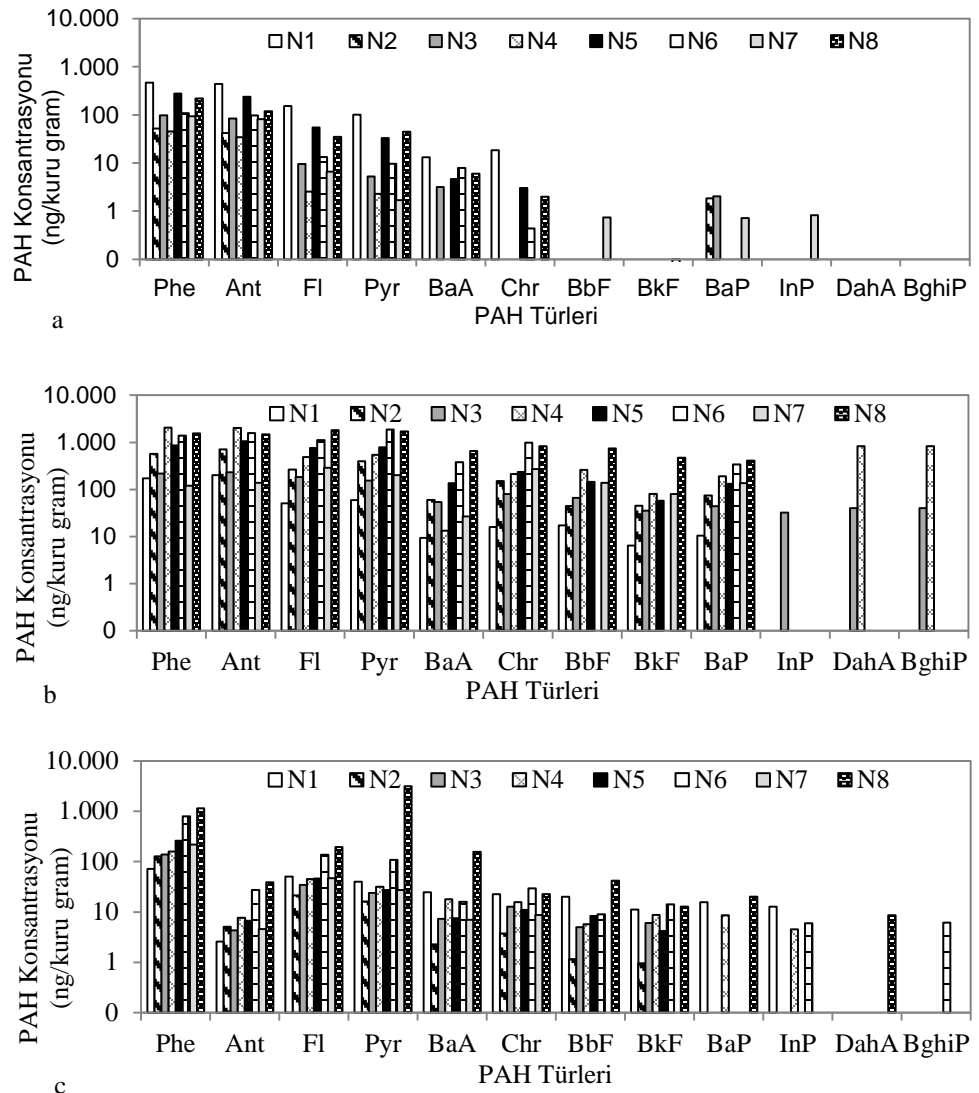 PAH Konsantrasyonu
(ng/kuru gram)
10.000
1.000
100
10
1
0
N1 N2 N3 N4 N5 N6 N7 N8
Phe Ant Fl Pyr BaA Chr BbF BkF BaP InP DahA BghiP
PAH Türleri
a
PAH Konsantrasyonu
(ng/kuru gram)
10.000
1.000
100
10
1
0
N1 N2 N3 N4 N5 N6 N7 N8
Phe Ant Fl Pyr BaA Chr BbF BkF BaP InP DahA BghiP
PAH Türleri
b
PAH Konsantrasyonu
(ng/kuru gram)
10.000
1.000
100
10
1
0
N1 N2 N3 N4 N5 N6 N7 N8
Phe Ant Fl Pyr BaA Chr BbF BkF BaP InP DahA BghiP
PAH Türleri
c